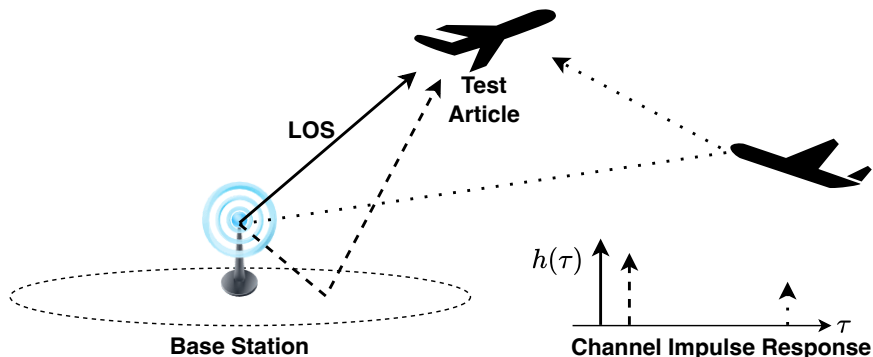 Test
Article
LOS
h(τ)
τ
Base Station
Channel Impulse Response